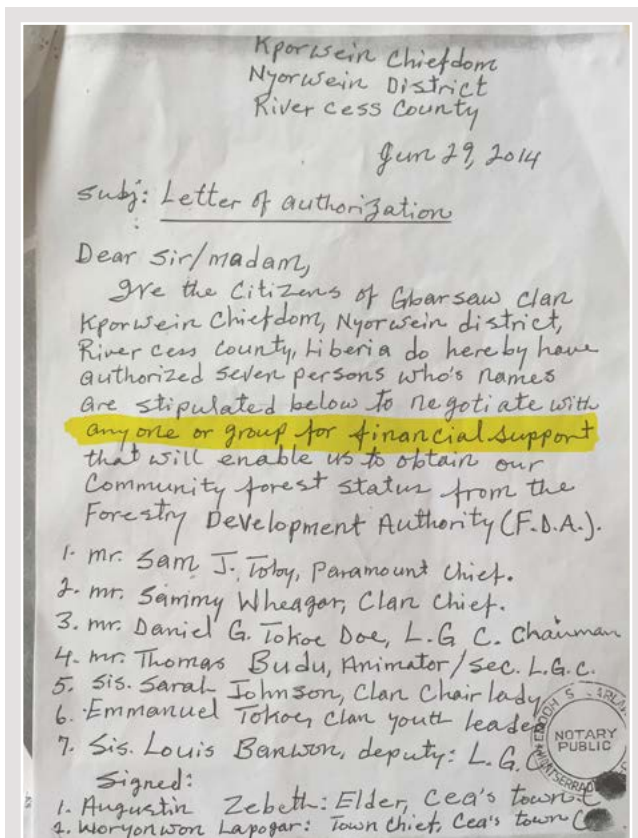 Kporwein Chiefdom
Nyorwein District
River cess County
Jun 29, 2014
subj: Letter of authorization
Dear Sir/madam,
We the Citizens of Gbarsaw clan
Kporwein Chiefdom, Nyorwein district,
River cess County, Liberia do hereby have
authorized seven persons who's names
are stipulated below to negotiate with
any one or group for financial support
that will enable us to obtain our
Community forest status from the
Forestry Development Authority (F.D.A.).
1. mr. Sam J. Toby, Paramount Chief.
2. mr. Sammy Wheagar, Clan Chief.
3. mr. Daniel G. Tokoe Doe, L.G C. Chairman
4. mr. Thomas Budu, Animator/sec. L.G.C.
5. Sis. Sarah Johnson, Clan Chair lady
6. Emmanuel Tokoe, Clan youth leader
7. Sis. Louis Banwon, deputy: L.G.C
NOTARY
PUBLIC
Signed:
1. Augustin Zebeth: Elder, Cea's town
2. Woryonwon Lapogar: Town Chief, Cea's town